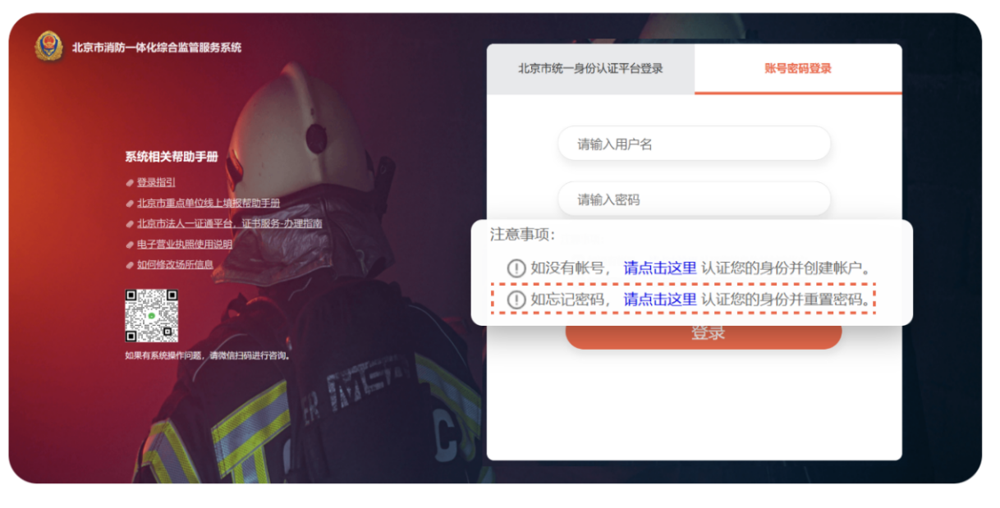 北京市消防一体化综合监管服务系统
北京市统一身份认证平台登录
账号密码登录
系统相关帮助手册
登录指引
北京市重点单位线上填报帮助手册
北京市法人一证通平台，证书服务-办理指南
电子营业执照使用说明
如何修改场所信息
如果有系统操作问题，请微信扫码进行咨询。
请输入用户名
请输入密码
注意事项：
如没有帐号， 请点击这里 认证您的身份并创建帐户。
如忘记密码， 请点击这里 认证您的身份并重置密码。
登录